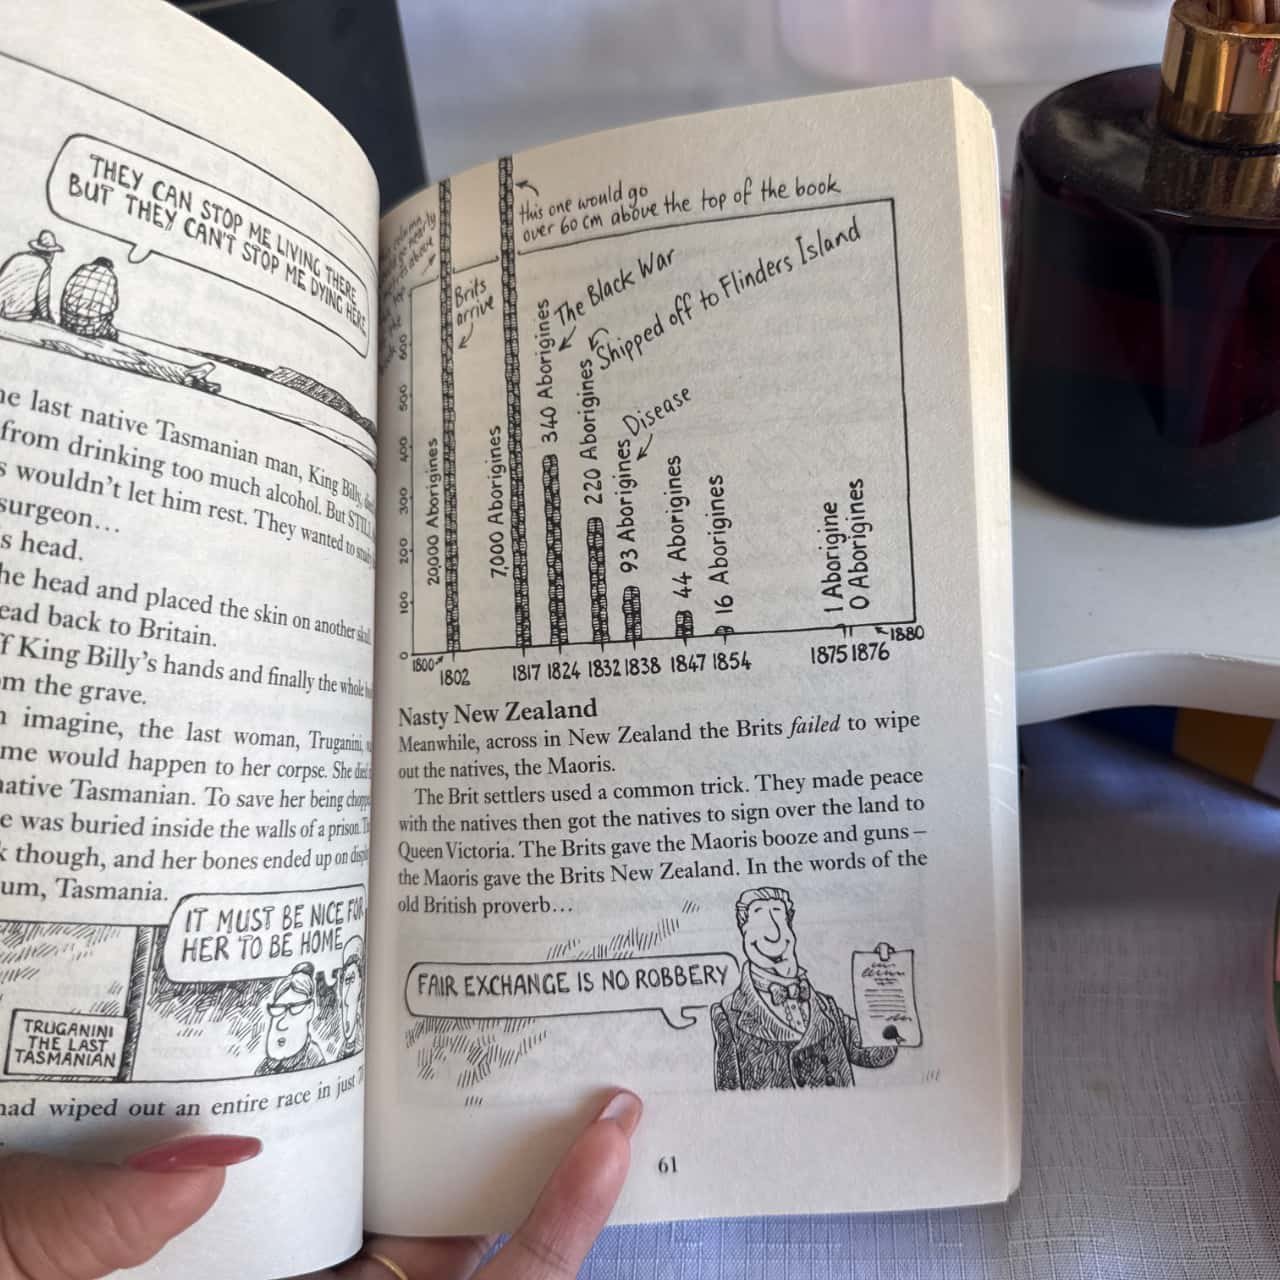 THEY CAN STOP ME LIVING THERE
BUT THEY CAN'T STOP ME DYING HERE
last native Tasmanian man, King Billy,
from drinking too much alcohol. But STILL
wouldn't let him rest. They wanted to
surgeon...
s head.
he head and placed the skin on another
ead back to Britain.
f King Billy's hands and finally the whole
m the grave.
imagine, the last woman, Truganini,
me would happen to her corpse. She died
native Tasmanian. To save her being
e was buried inside the walls of a prison.
k though, and her bones ended up on
um, Tasmania.
IT MUST BE NICE FOR
HER TO BE HOME
TRUGANINI
THE LAST
TASMANIAN
had wiped out an entire race in just
this one would go
over 60 cm above the top of the book
Brits
arrive
The Black War
Shipped off to Flinders Island
Disease
20,000 Aborigines
7,000 Aborigines
340 Aborigines
220 Aborigines
93 Aborigines
44 Aborigines
16 Aborigines
1 Aborigine
0 Aborigines
600
500
400
300
200
100
0
1800 1802 1817 1824 1832 1838 1847 1854 1875 1876 1880
Nasty New Zealand
Meanwhile, across in New Zealand the Brits failed to wipe
out the natives, the Maoris.
The Brit settlers used a common trick. They made peace
with the natives then got the natives to sign over the land to
Queen Victoria. The Brits gave the Maoris booze and guns –
the Maoris gave the Brits New Zealand. In the words of the
old British proverb...
FAIR EXCHANGE IS NO ROBBERY
61